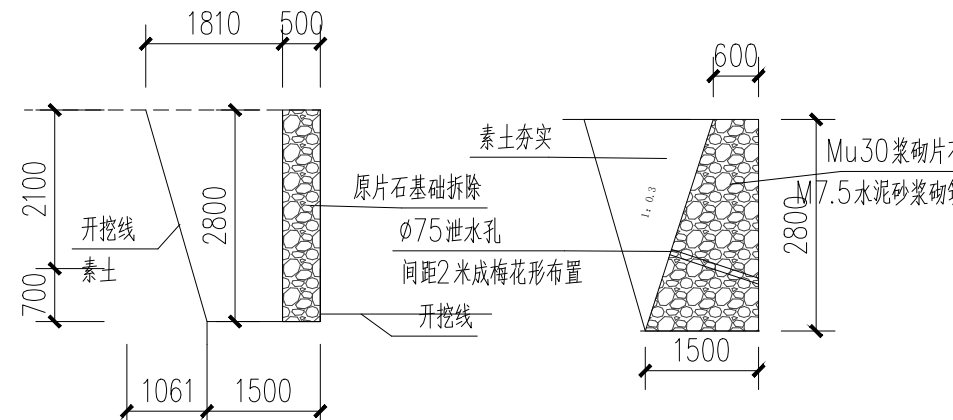 1810
500
600
2100
700
2800
开挖线
素土
原片石基础拆除
Ø75泄水孔
间距2米成梅花形布置
开挖线
1061
1500
素土夯实
1: 0.3
Mu30浆砌片石
M7.5水泥砂浆砌
2800
1500